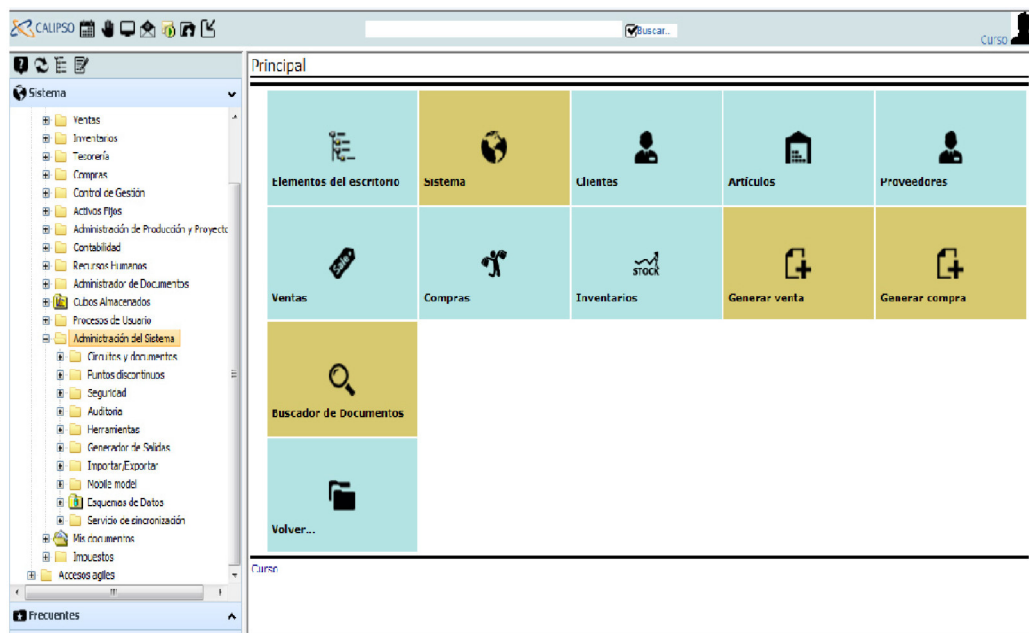 CALIPSO
Buscar..
Curso
Sistema
Ventas
Inventarios
Tesorería
Compras
Control de Gestión
Activos Fijos
Administración de Producción y Proyecto
Contabilidad
Recursos Humanos
Administrador de Documentos
Cubos Almacenados
Procesos de Usuario
Administración del Sistema
Circuitos y documentos
Puntos discontinuos
Seguridad
Auditoria
Herramientas
Generador de Salidas
Importar/Exportar
model
Esquemas de Datos
Servicio de sincronización
Mis documentos
Impuestos
Accesos agiles
Frecuentes
Principal
Elementos del escritorio
Sistema
Clientes
Artículos
Proveedores
Ventas
Compras
STOCK
Inventarios
Generar venta
Generar compra
Buscador de Documentos
Volver...
Curso